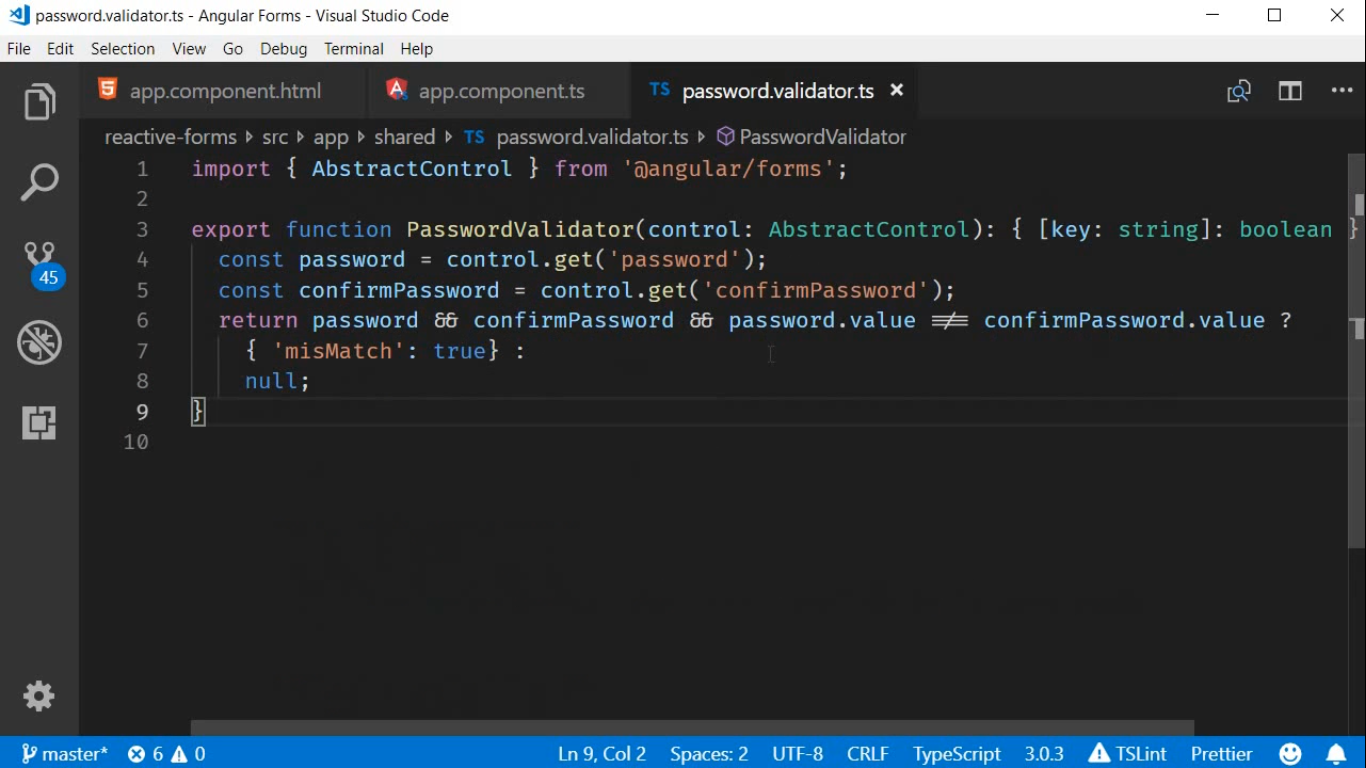 password.validator.ts - Angular Forms - Visual Studio Code
File Edit Selection View Go Debug Terminal Help
app.component.html app.component.ts TS password.validator.ts
reactive-forms src app shared TS password.validator.ts PasswordValidator
1 import { AbstractControl } from '@angular/forms';
2
3 export function PasswordValidator(control: AbstractControl): { [key: string]: boolean }
4 const password = control.get('password');
5 const confirmPassword = control.get('confirmPassword');
6 return password && confirmPassword && password.value !== confirmPassword.value ?
7 { 'misMatch': true} :
8 null;
9 }
10
45
master* 6 0 Ln 9, Col 2 Spaces: 2 UTF-8 CRLF TypeScript 3.0.3 TSLint Prettier